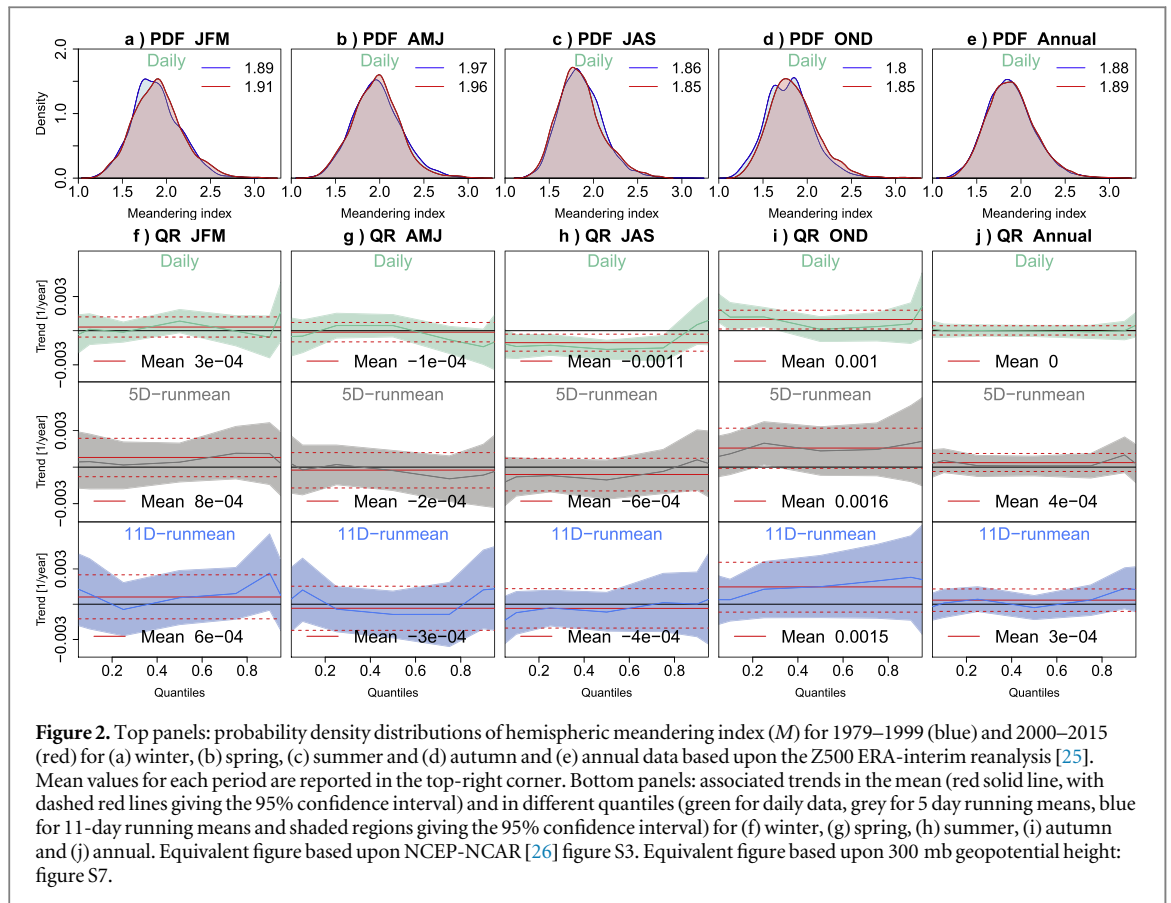 a ) PDF JFM
b ) PDF AMJ
c ) PDF JAS
d ) PDF OND
e ) PDF Annual
Density
0.0 1.0 2.0
Daily
1.89
1.91
Daily
1.97
1.96
Daily
1.86
1.85
Daily
1.8
1.85
Daily
1.88
1.89
1.0 1.5 2.0 2.5 3.0
1.0 1.5 2.0 2.5 3.0
1.0 1.5 2.0 2.5 3.0
1.0 1.5 2.0 2.5 3.0
1.0 1.5 2.0 2.5 3.0
Meandering index
Meandering index
Meandering index
Meandering index
Meandering index
f ) QR JFM
g ) QR AMJ
h ) QR JAS
i ) QR OND
j ) QR Annual
Trend [1/year]
−0.003 0.003
Daily
Mean 3e−04
Daily
Mean −1e−04
Daily
Mean −0.0011
Daily
Mean 0.001
Daily
Mean 0
Trend [1/year]
−0.003 0.003
5D−runmean
Mean 8e−04
5D−runmean
Mean −2e−04
5D−runmean
Mean −6e−04
5D−runmean
Mean 0.0016
5D−runmean
Mean 4e−04
Trend [1/year]
−0.003 0.003
11D−runmean
Mean 6e−04
11D−runmean
Mean −3e−04
11D−runmean
Mean −4e−04
11D−runmean
Mean 0.0015
11D−runmean
Mean 3e−04
0.2 0.4 0.6 0.8
0.2 0.4 0.6 0.8
0.2 0.4 0.6 0.8
0.2 0.4 0.6 0.8
0.2 0.4 0.6 0.8
Quantiles
Quantiles
Quantiles
Quantiles
Quantiles
Figure 2. Top panels: probability density distributions of hemispheric meandering index (M) for 1979–1999 (blue) and 2000–2015
(red) for (a) winter, (b) spring, (c) summer and (d) autumn and (e) annual data based upon the Z500 ERA-interim reanalysis [25].
Mean values for each period are reported in the top-right corner. Bottom panels: associated trends in the mean (red solid line, with
dashed red lines giving the 95% confidence interval) and in different quantiles (green for daily data, grey for 5 day running means, blue
for 11-day running means and shaded regions giving the 95% confidence interval) for (f) winter, (g) spring, (h) summer, (i) autumn
and (j) annual. Equivalent figure based upon NCEP-NCAR [26] figure S3. Equivalent figure based upon 300 mb geopotential height:
figure S7.